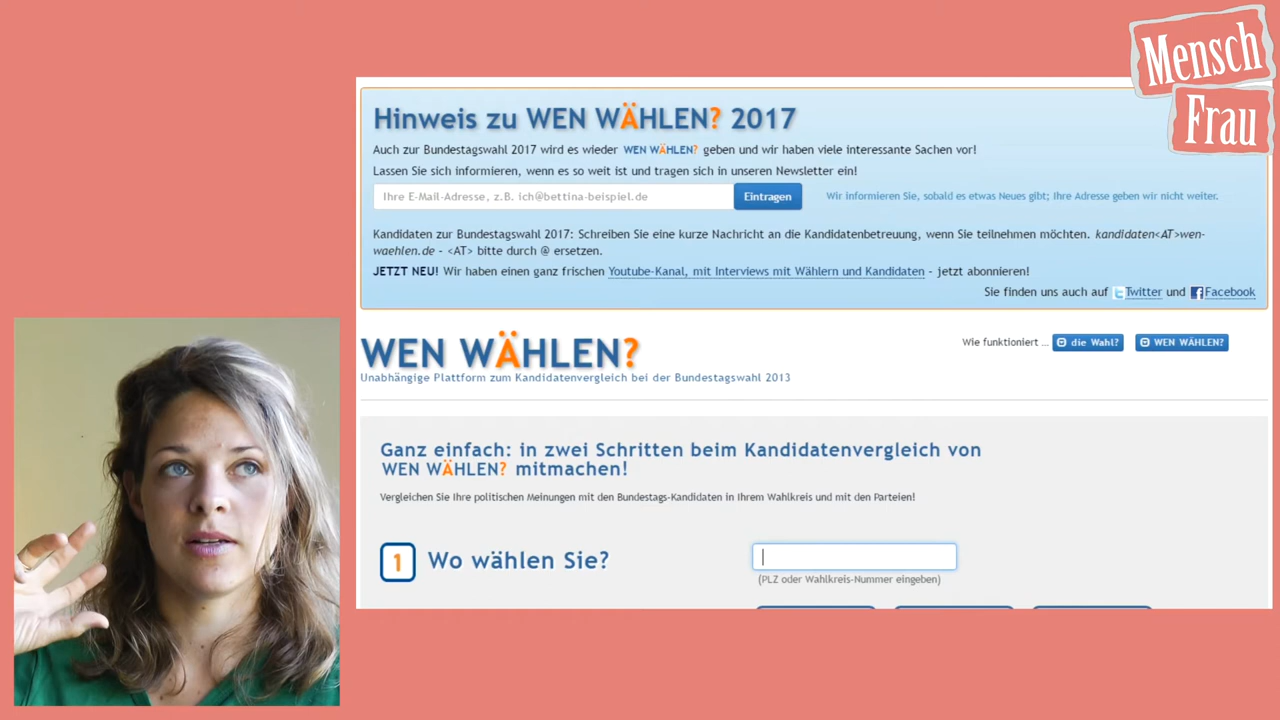 Mensch
Frau
Hinweis zu WEN WÄHLEN? 2017
Auch zur Bundestagswahl 2017 wird es wieder WEN WÄHLEN? geben und wir haben viele interessante Sachen vor!
Lassen Sie sich informieren, wenn es so weit ist und tragen sich in unseren Newsletter ein!
Ihre E-Mail-Adresse, z.B. ich@bettina-beispiel.de Eintragen Wir informieren Sie, sobald es etwas Neues gibt; Ihre Adresse geben wir nicht weiter.
Kandidaten zur Bundestagswahl 2017: Schreiben Sie eine kurze Nachricht an die Kandidatenbetreuung, wenn Sie teilnehmen möchten. kandidaten<AT>wen-
waehlen.de - <AT> bitte durch @ ersetzen.
JETZT NEU! Wir haben einen ganz frischen Youtube-Kanal, mit Interviews mit Wählern und Kandidaten - jetzt abonnieren!
Sie finden uns auch auf Twitter und Facebook
WEN WÄHLEN?
Wie funktioniert ... die Wahl? WEN WÄHLEN?
Unabhängige Plattform zum Kandidatenvergleich bei der Bundestagswahl 2013
Ganz einfach: in zwei Schritten beim Kandidatenvergleich von
WEN WÄHLEN? mitmachen!
Vergleichen Sie Ihre politischen Meinungen mit den Bundestags-Kandidaten in Ihrem Wahlkreis und mit den Parteien!
1 Wo wählen Sie?
(PLZ oder Wahlkreis-Nummer eingeben)